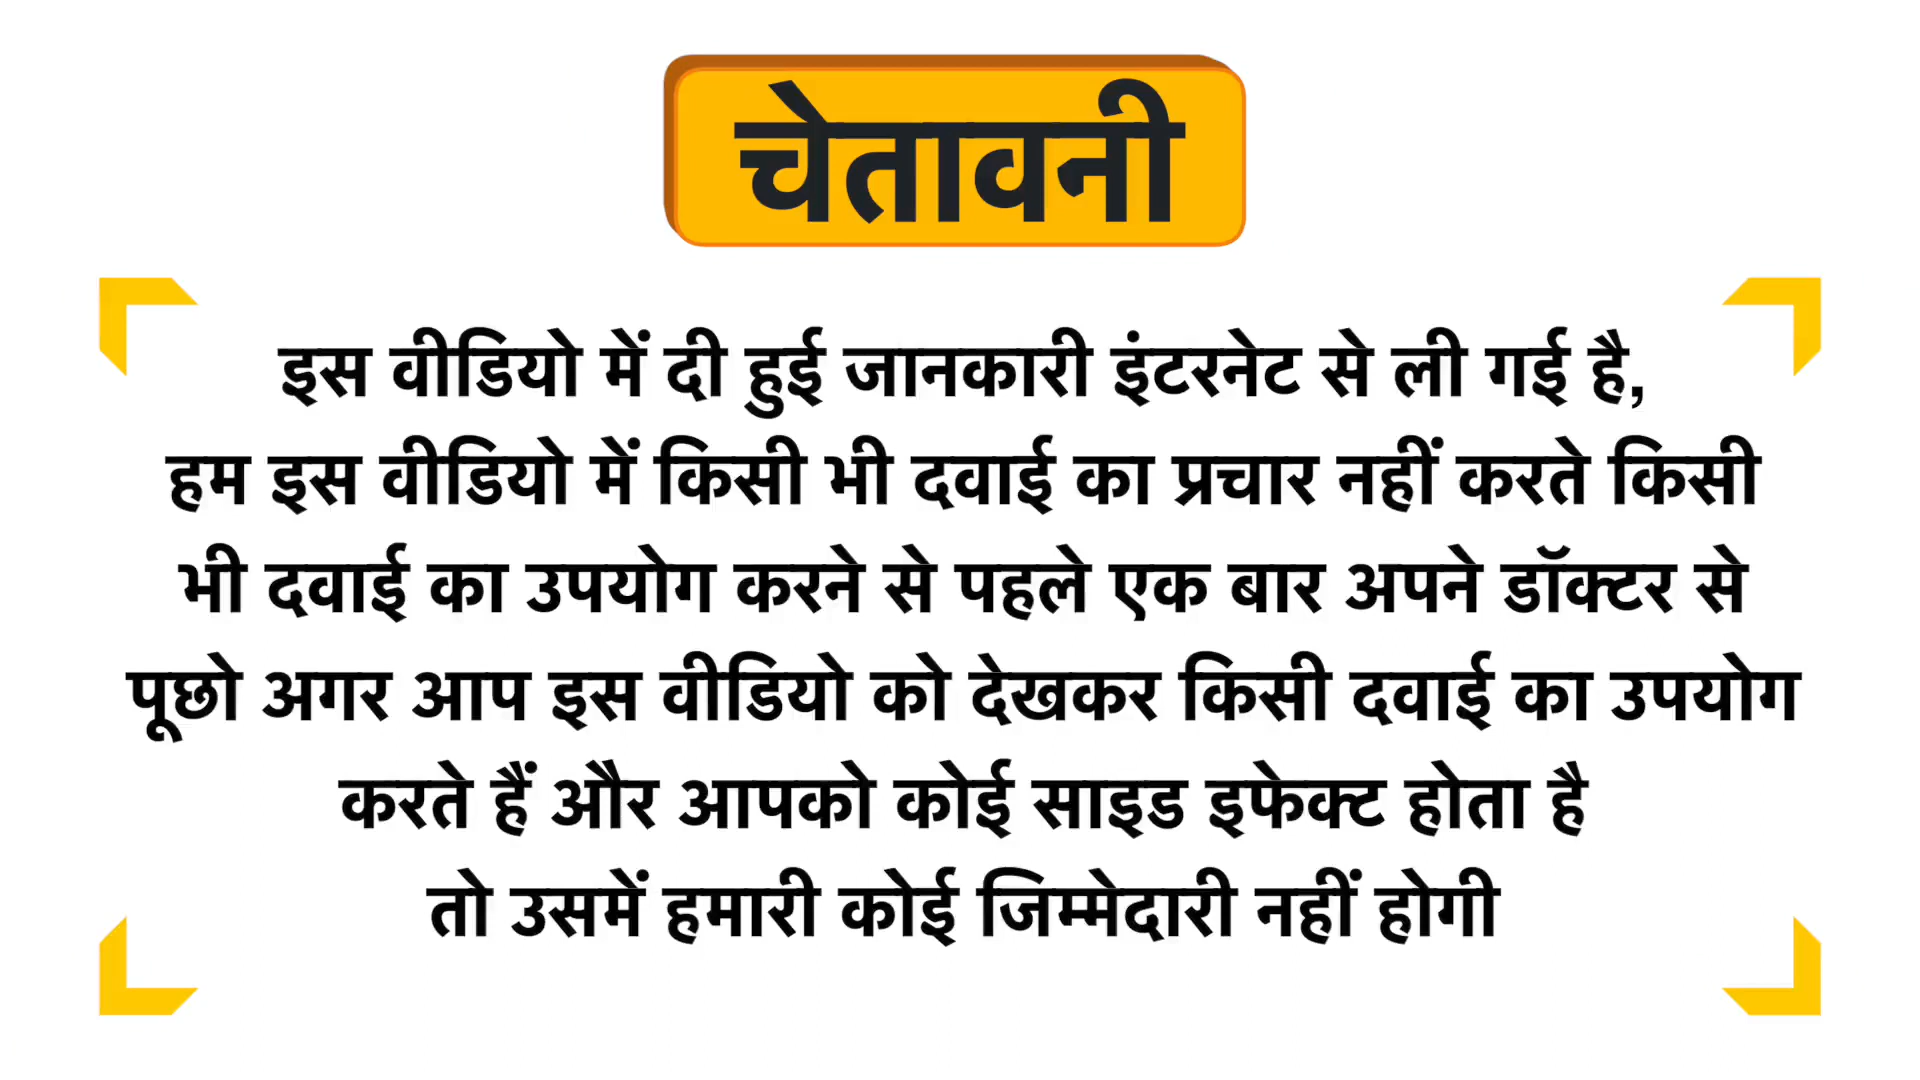 चेतावनी
इस वीडियो में दी हुई जानकारी इंटरनेट से ली गई है,
हम इस वीडियो में किसी भी दवाई का प्रचार नहीं करते किसी
भी दवाई का उपयोग करने से पहले एक बार अपने डॉक्टर से
पूछो अगर आप इस वीडियो को देखकर किसी दवाई का उपयोग
करते हैं और आपको कोई साइड इफेक्ट होता है
तो उसमें हमारी कोई जिम्मेदारी नहीं होगी